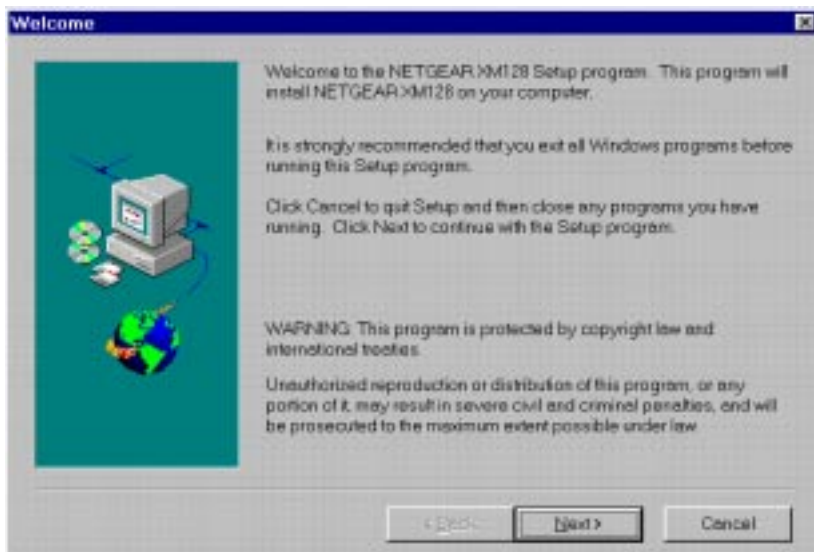 Welcome
Welcome to the NETGEAR XM128 Setup program. This program will
install NETGEAR XM128 on your computer.
It is strongly recommended that you exit all Windows programs before
running this Setup program.
Click Cancel to quit Setup and then close any programs you have
running. Click Next to continue with the Setup program.
WARNING: This program is protected by copyright law and
international treaties.
Unauthorized reproduction or distribution of this program, or any
portion of it, may result in severe civil and criminal penalties, and will
be prosecuted to the maximum extent possible under law.
< Back
Next >
Cancel